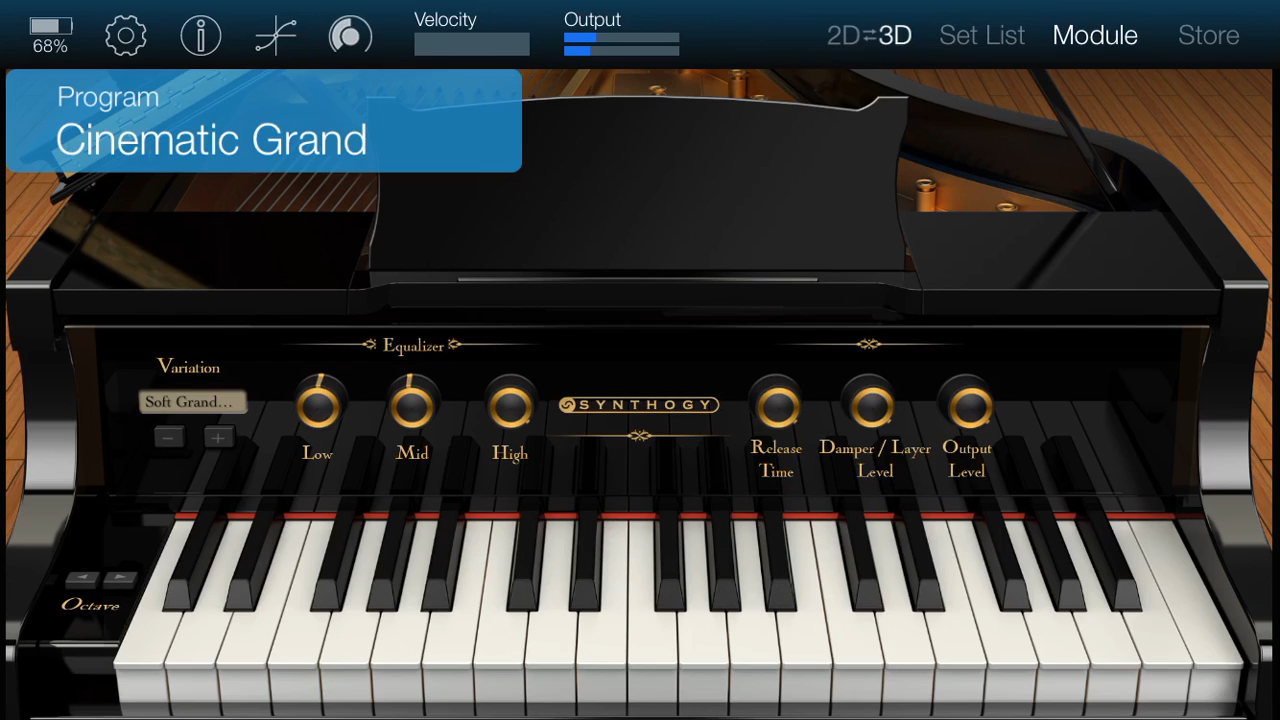 Velocity
Output
68%
2D⇄3D
Set List
Module
Store
Program
Cinematic Grand
Equalizer
Variation
Soft Grand...
SYNTHOGY
Low
Mid
High
Release
Time
Damper / Layer
Level
Output
Level
Octave